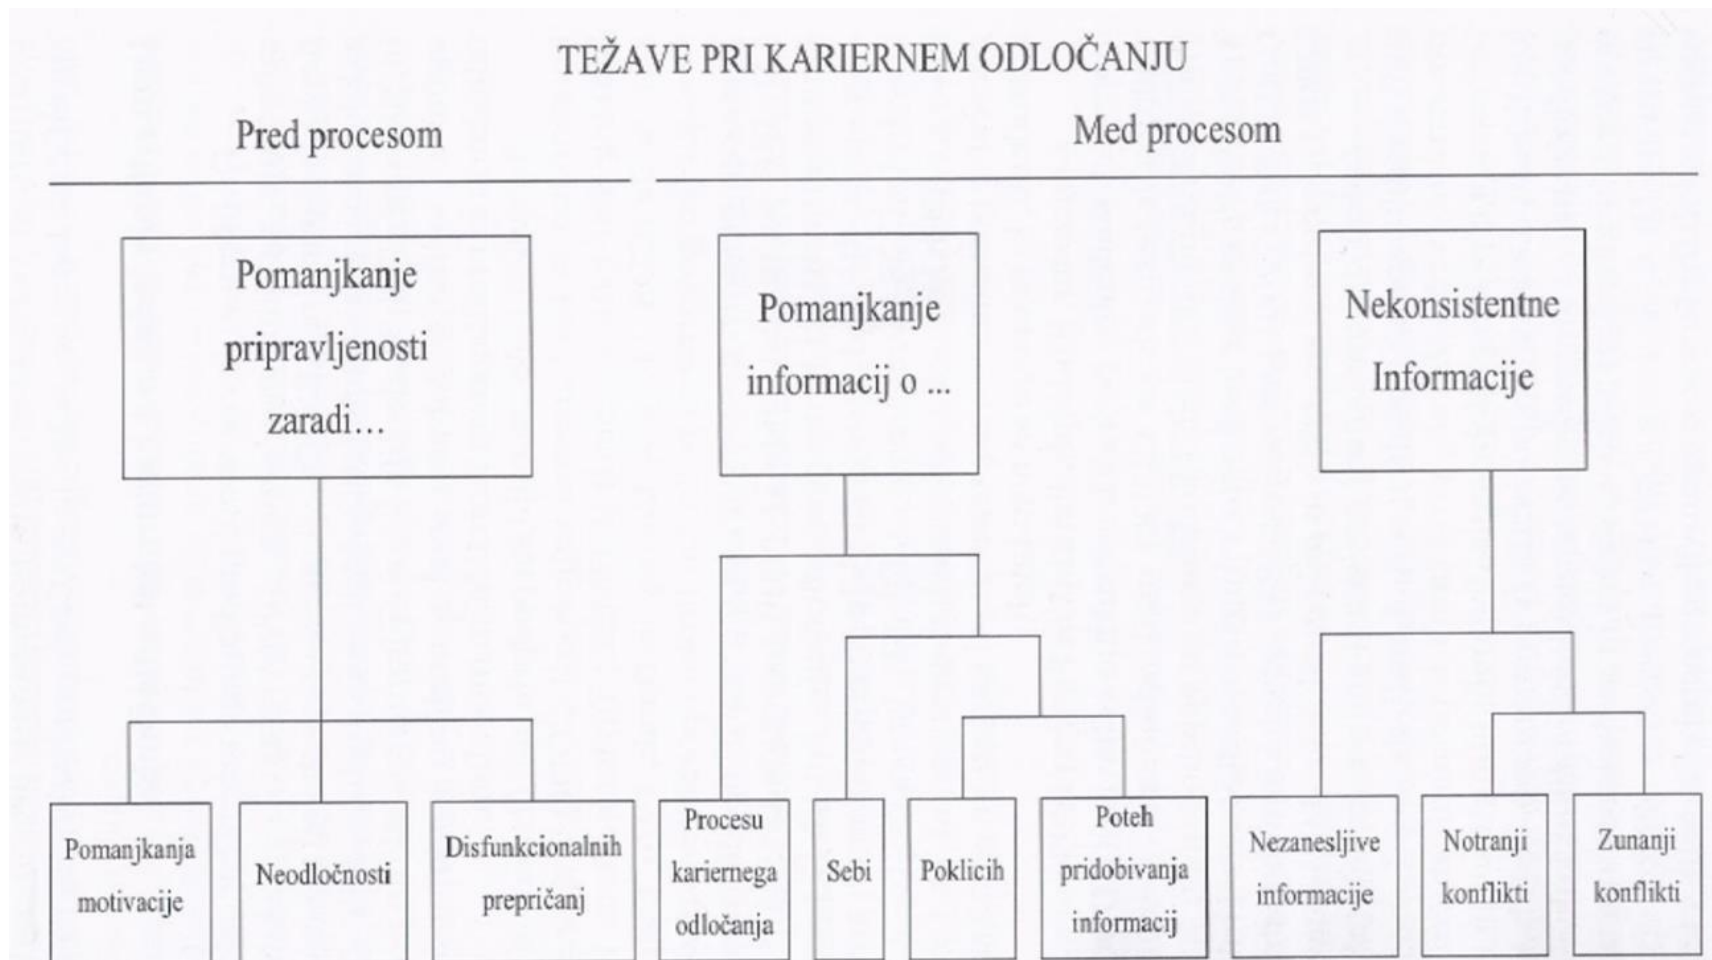 TEŽAVE PRI KARIERNEM ODLOČANJU
Pred procesom
Med procesom
Pomanjkanje
pripravljenosti
zaradi…
Pomanjkanje
informacij o ...
Nekonsistentne
Informacije
Pomanjkanja
motivacije
Neodločnosti
Disfunkcionalnih
prepričanj
Procesu
kariernega
odločanja
Sebi
Poklicih
Poteh
pridobivanja
informacij
Nezanesljive
informacije
Notranji
konflikti
Zunanji
konflikti